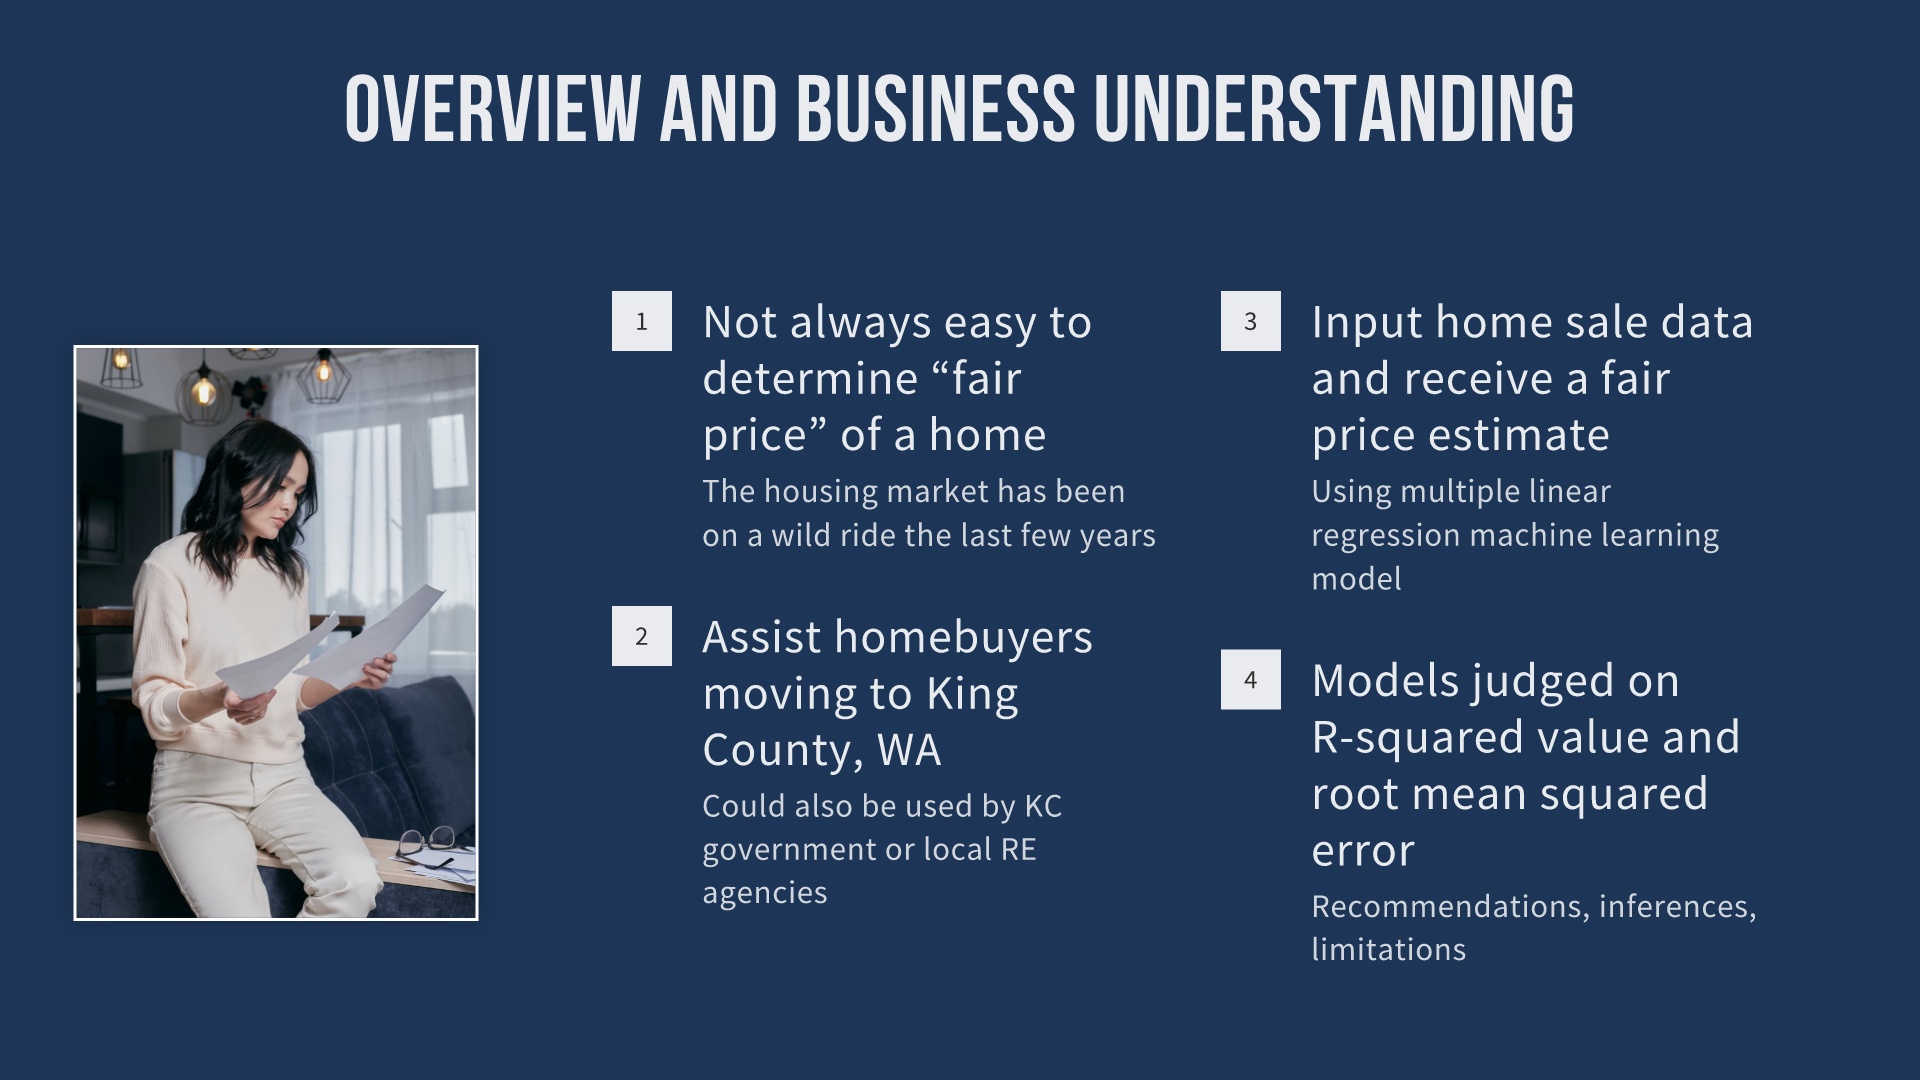 OVERVIEW AND BUSINESS UNDERSTANDING
1
Not always easy to
determine “fair
price” of a home
The housing market has been
on a wild ride the last few years
2
Assist homebuyers
moving to King
County, WA
Could also be used by KC
government or local RE
agencies
3
Input home sale data
and receive a fair
price estimate
Using multiple linear
regression machine learning
model
4
Models judged on
R-squared value and
root mean squared
error
Recommendations, inferences,
limitations